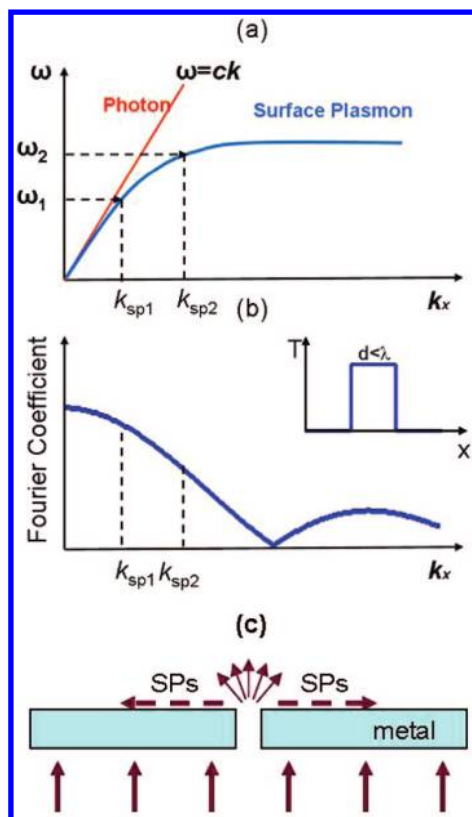 (a)
ω
ω=ck
Photon
Surface Plasmon
ω₂
ω₁
kₛₚ₁
kₛₚ₂
kₓ
(b)
Fourier Coefficient
T
d<λ
x
kₛₚ₁
kₛₚ₂
kₓ
(c)
SPs
SPs
metal